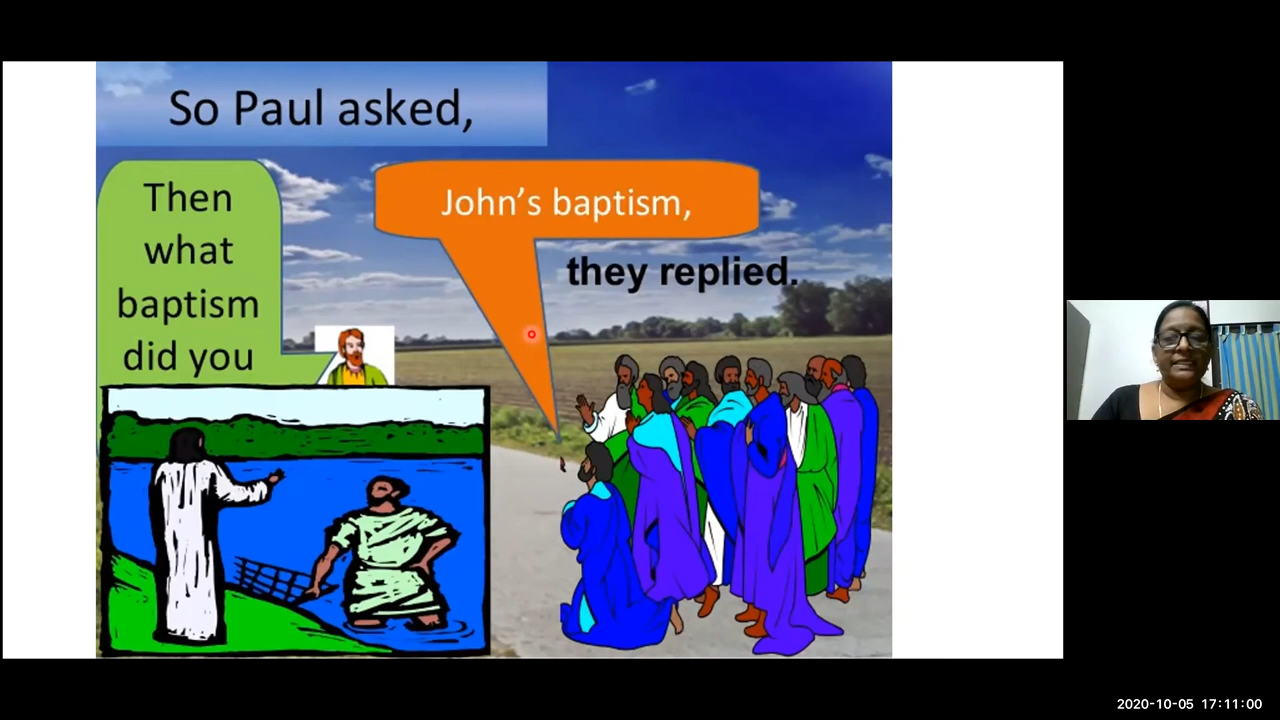 So Paul asked,
Then
what
baptism
did you
John's baptism,
they replied.
2020-10-05 17:11:00